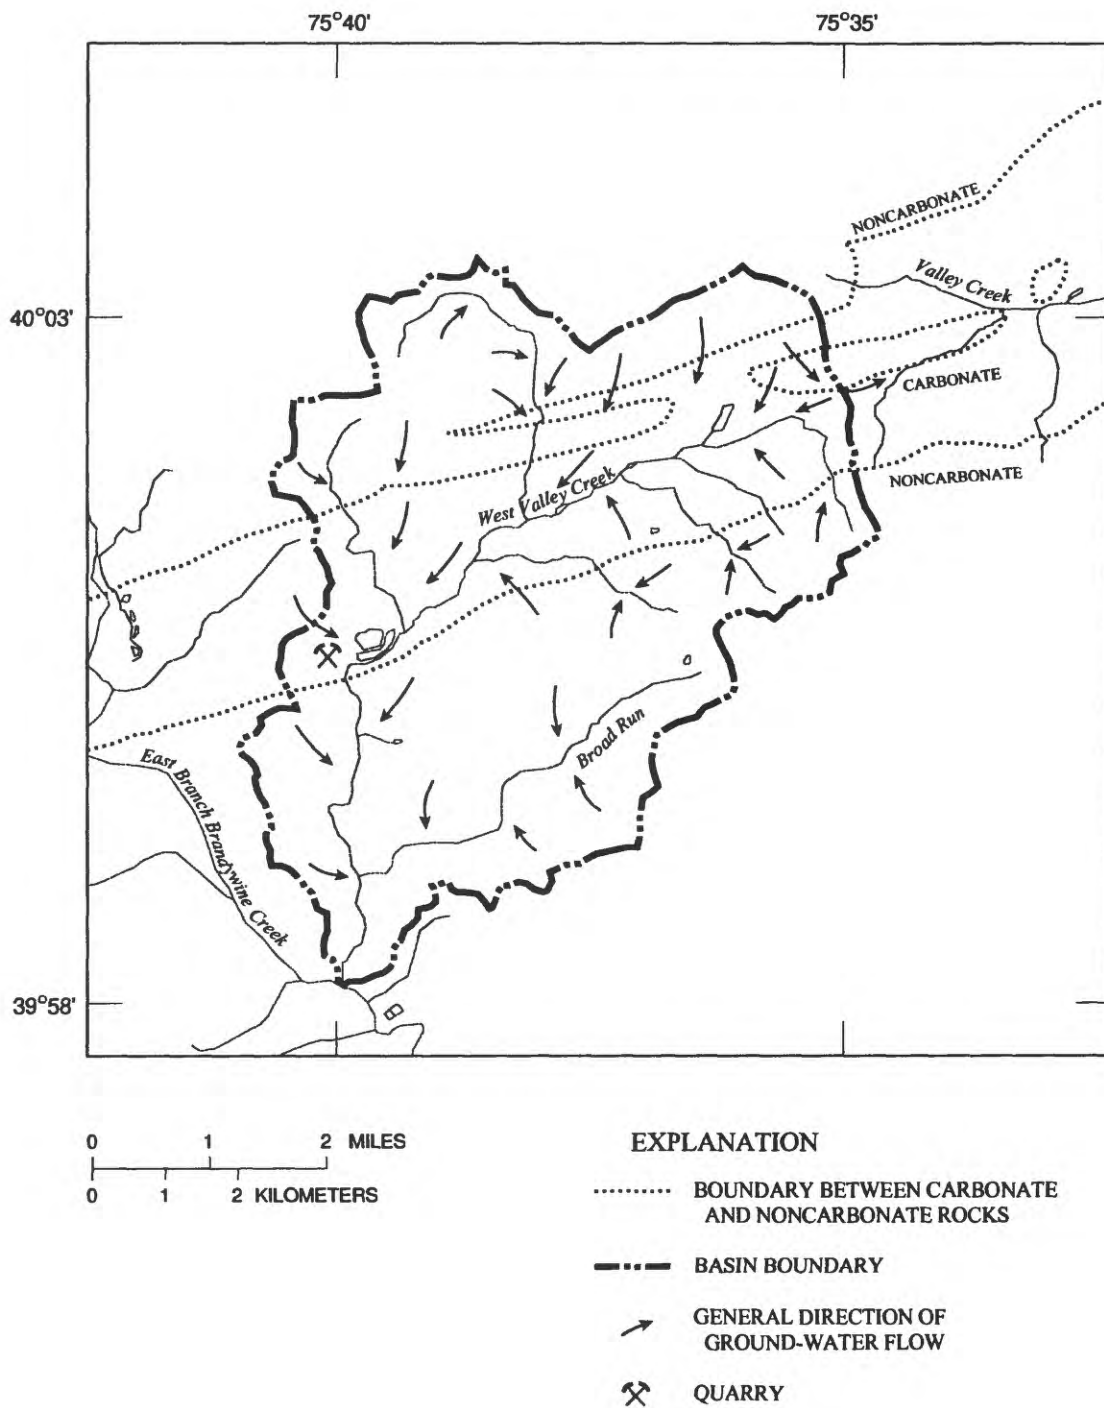 75°40' 75°35'
NONCARBONATE
Valley Creek
40°03'
CARBONATE
NONCARBONATE
West Valley Creek
Broad Run
East Branch Brandywine Creek
39°58'
0 1 2 MILES
0 1 2 KILOMETERS
EXPLANATION
BOUNDARY BETWEEN CARBONATE
AND NONCARBONATE ROCKS
BASIN BOUNDARY
GENERAL DIRECTION OF
GROUND-WATER FLOW
QUARRY